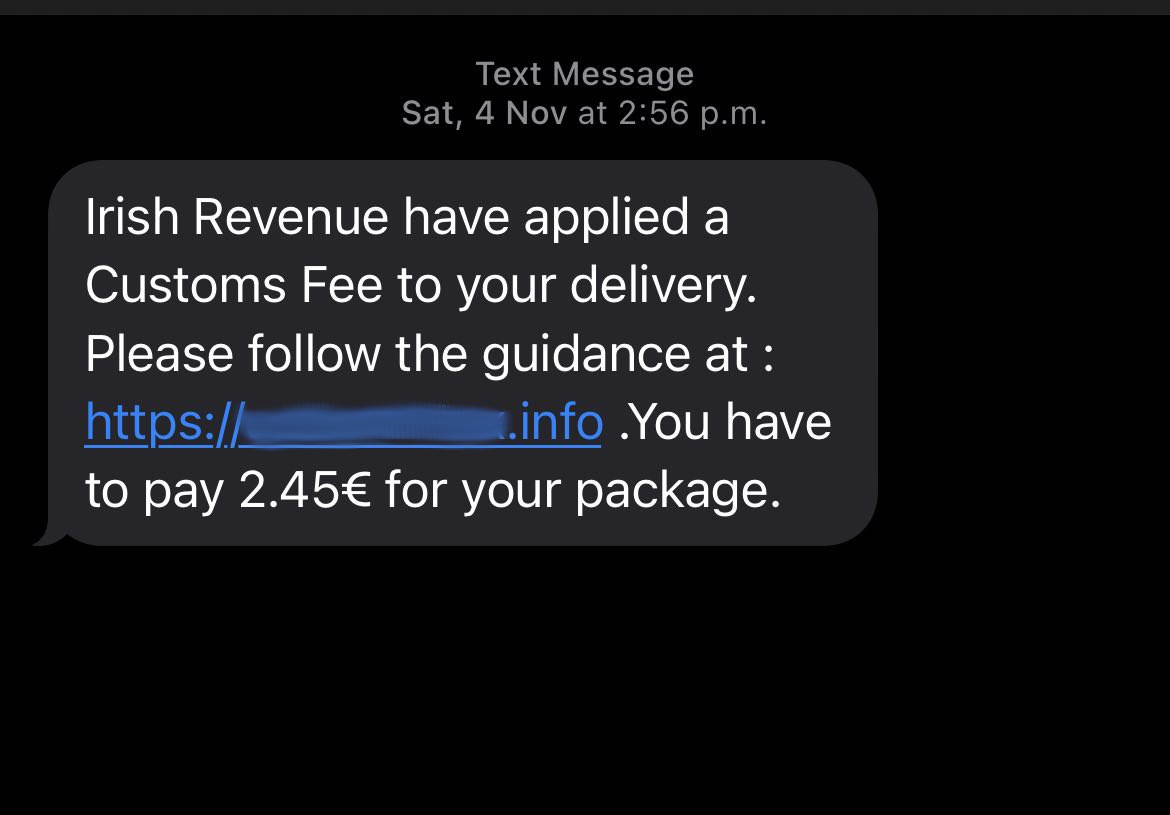 Text Message
Sat, 4 Nov at 2:56 p.m.
Irish Revenue have applied a
Customs Fee to your delivery.
Please follow the guidance at :
https:// .info .You have
to pay 2.45€ for your package.